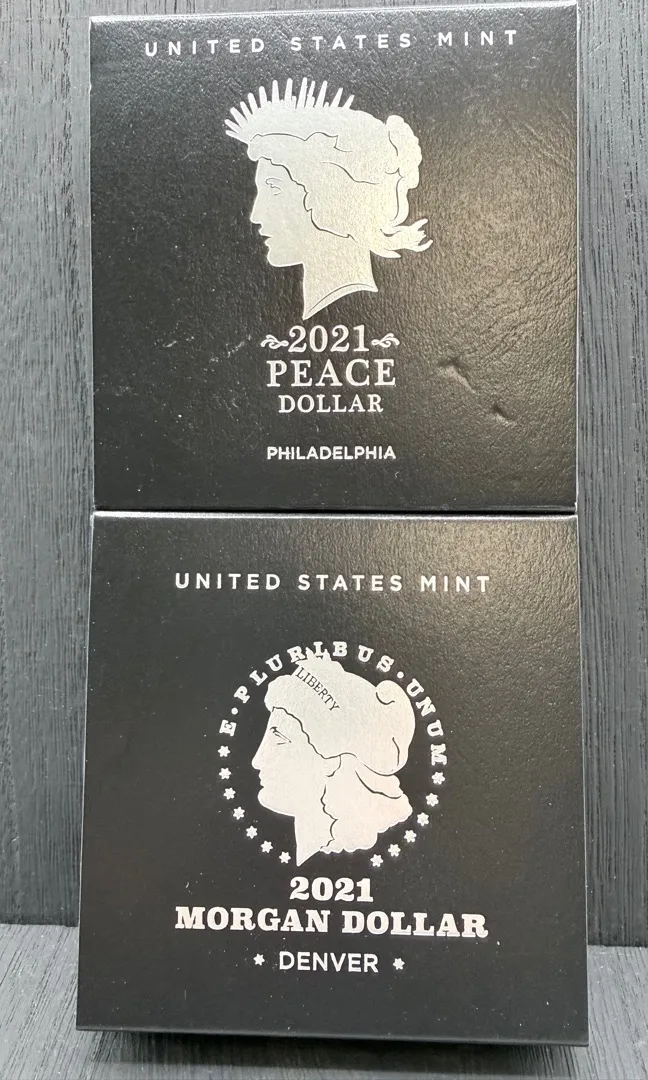 UNITED STATES MINT
2021
PEACE
DOLLAR
PHILADELPHIA
UNITED STATES MINT
E·PLURIBUS·UNUM
LIBERTY
2021
MORGAN DOLLAR
* DENVER *